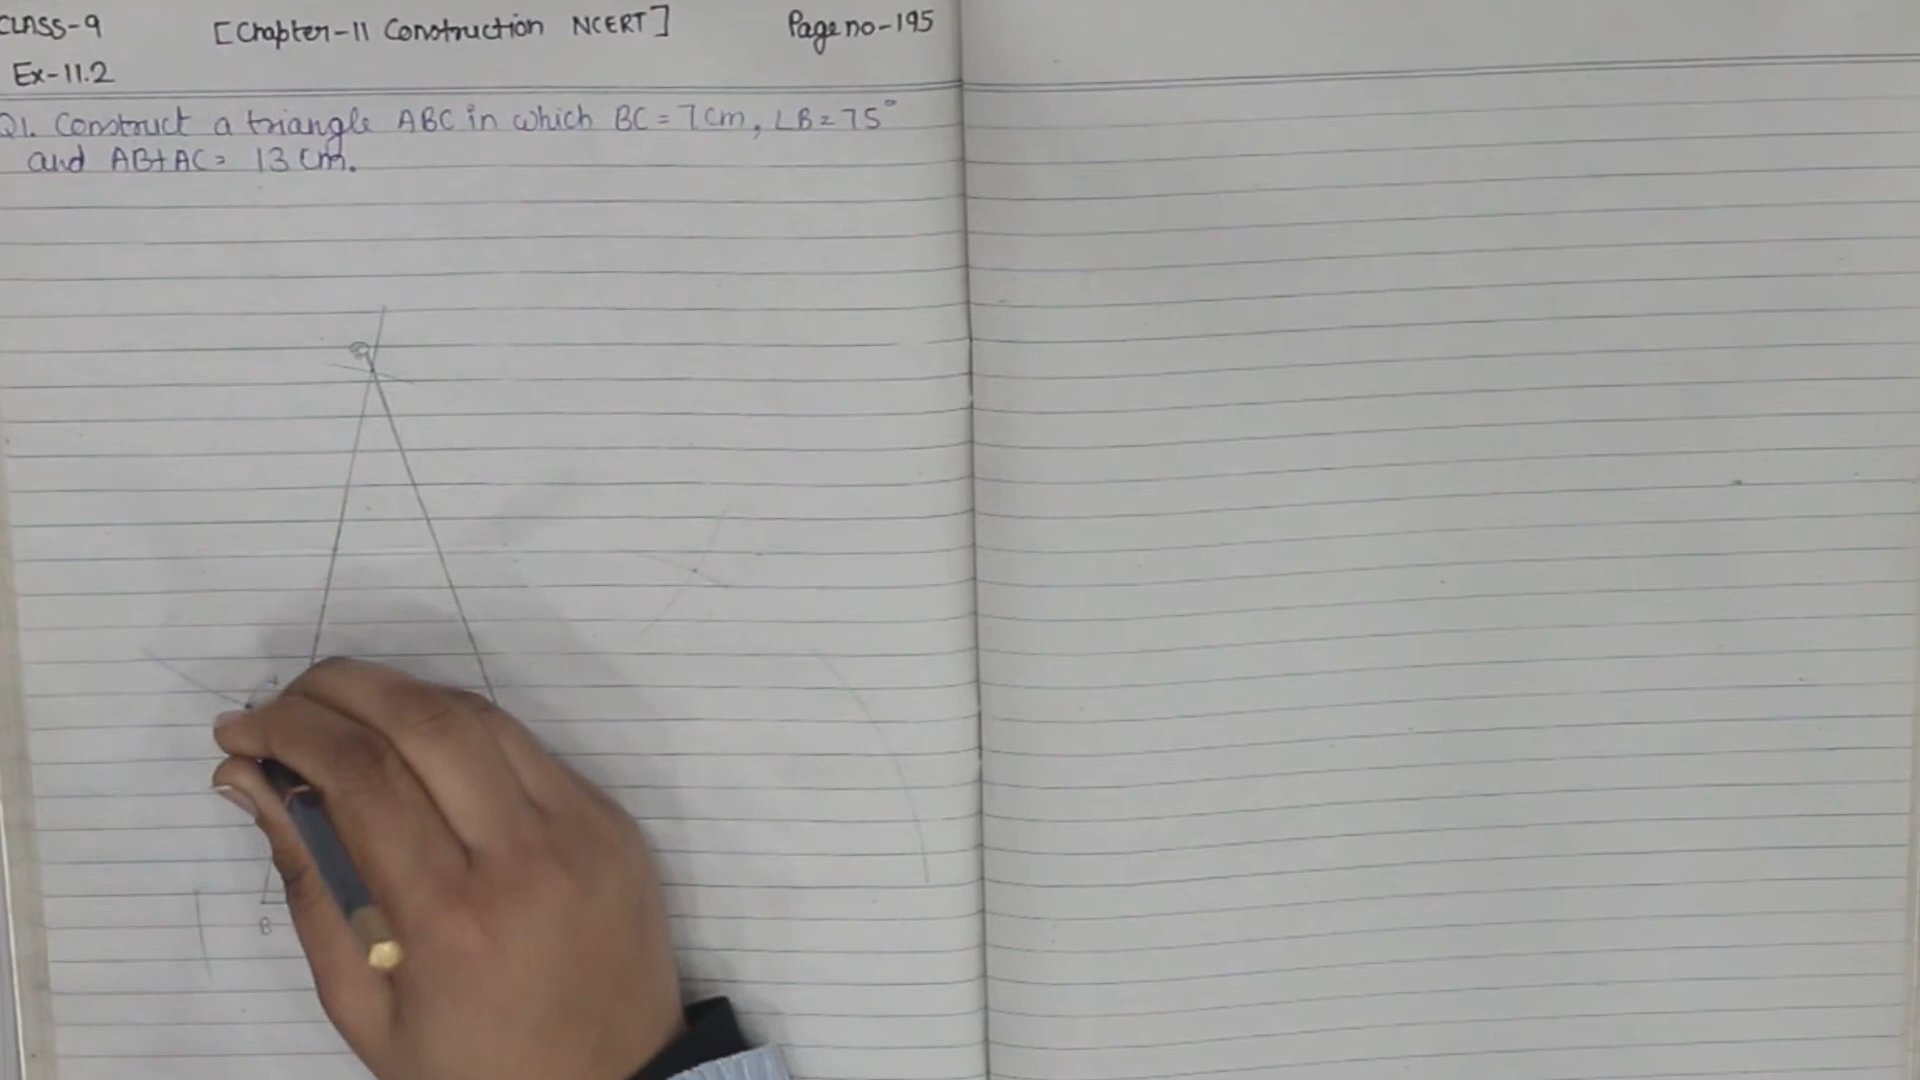 CLASS-9 [Chapter-11 Construction NCERT] Page no-195
Ex-11.2
Q1. Construct a triangle ABC in which BC = 7cm, ∠B = 75°
and AB+AC = 13 cm.
B